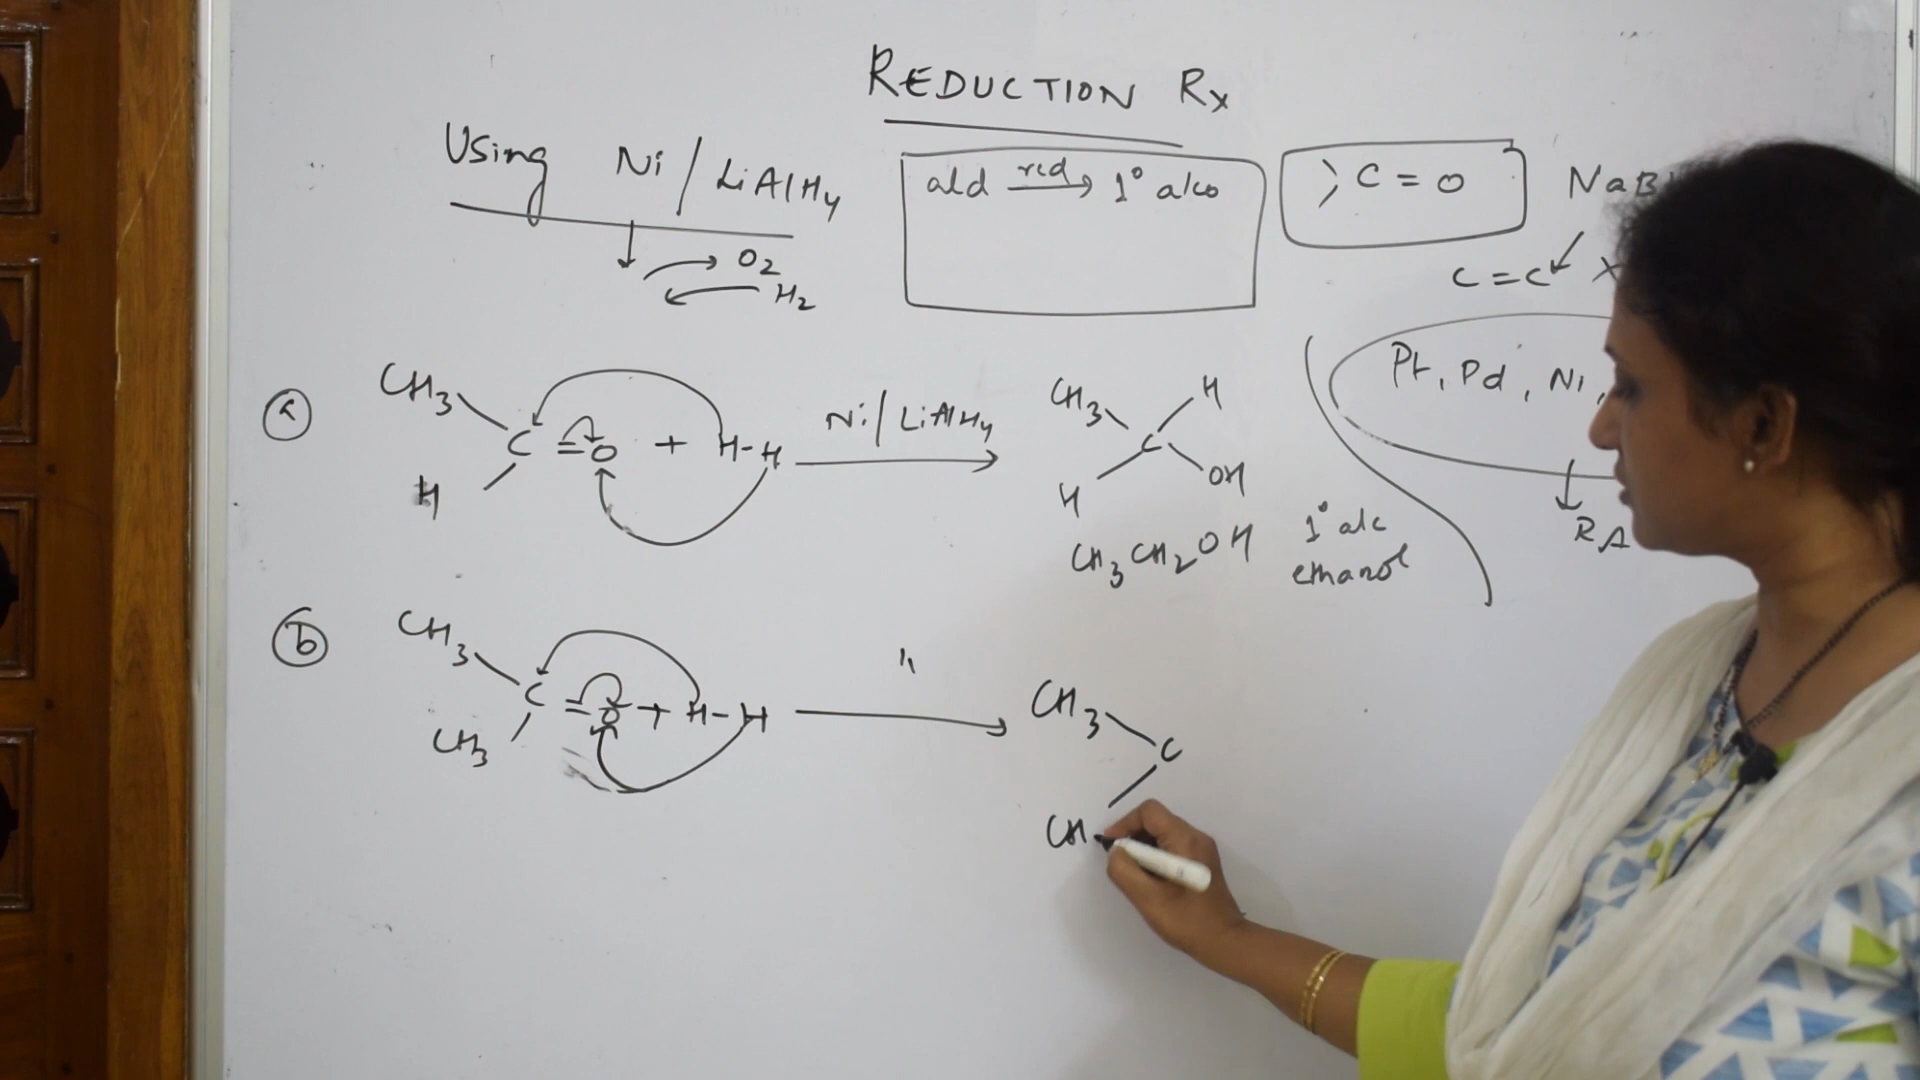 REDUCTION Rx
Using Ni / LiAlH4
O2
H2
ald red → 1° alco
> C = O
NaB
C = C X
Pt, Pd, Ni,
RA
a
CH3
C = O + H-H
H
Ni / LiAlH4
CH3 H
C
H OH
CH3CH2OH
1° alc
ethanol
b
CH3
C = O + H-H
CH3
"
CH3
C
CH